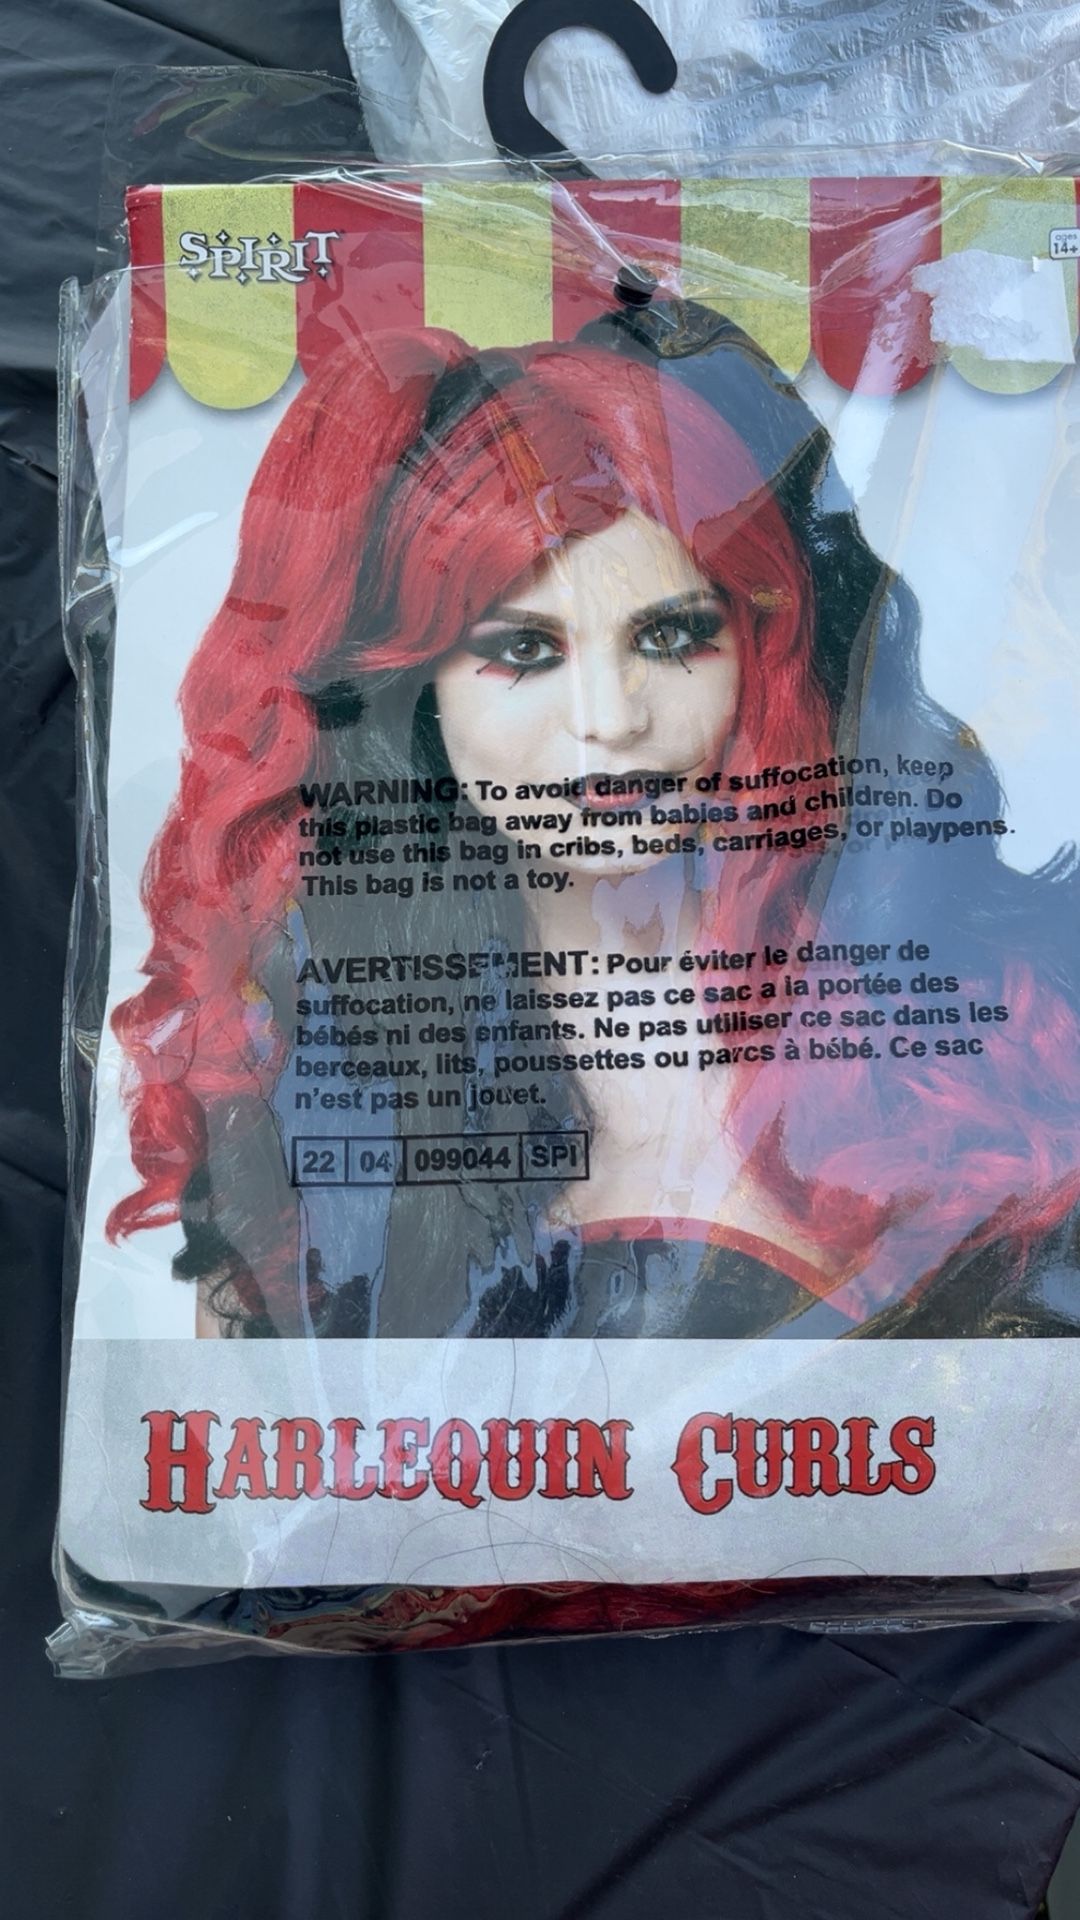 SPIRIT
ages
14+
WARNING: To avoid danger of suffocation, keep
this plastic bag away from babies and children. Do
not use this bag in cribs, beds, carriages, or playpens.
This bag is not a toy.
AVERTISSEMENT: Pour éviter le danger de
suffocation, ne laissez pas ce sac a la portée des
bébés ni des enfants. Ne pas utiliser ce sac dans les
berceaux, lits, poussettes ou parcs à bébé. Ce sac
n'est pas un jouet.
22 04 099044 SPI
HARLEQUIN CURLS